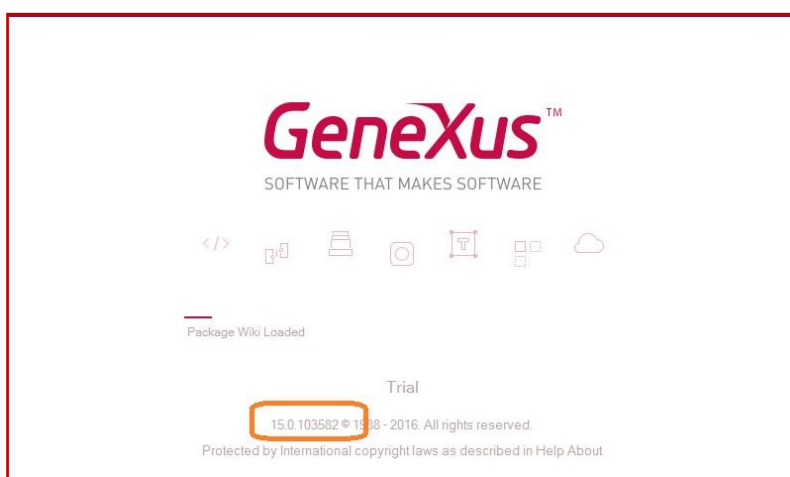 GeneXus™
SOFTWARE THAT MAKES SOFTWARE
</> T
Package Wiki Loaded
Trial
15.0.103582 © 1988 - 2016. All rights reserved.
Protected by International copyright laws as described in Help About